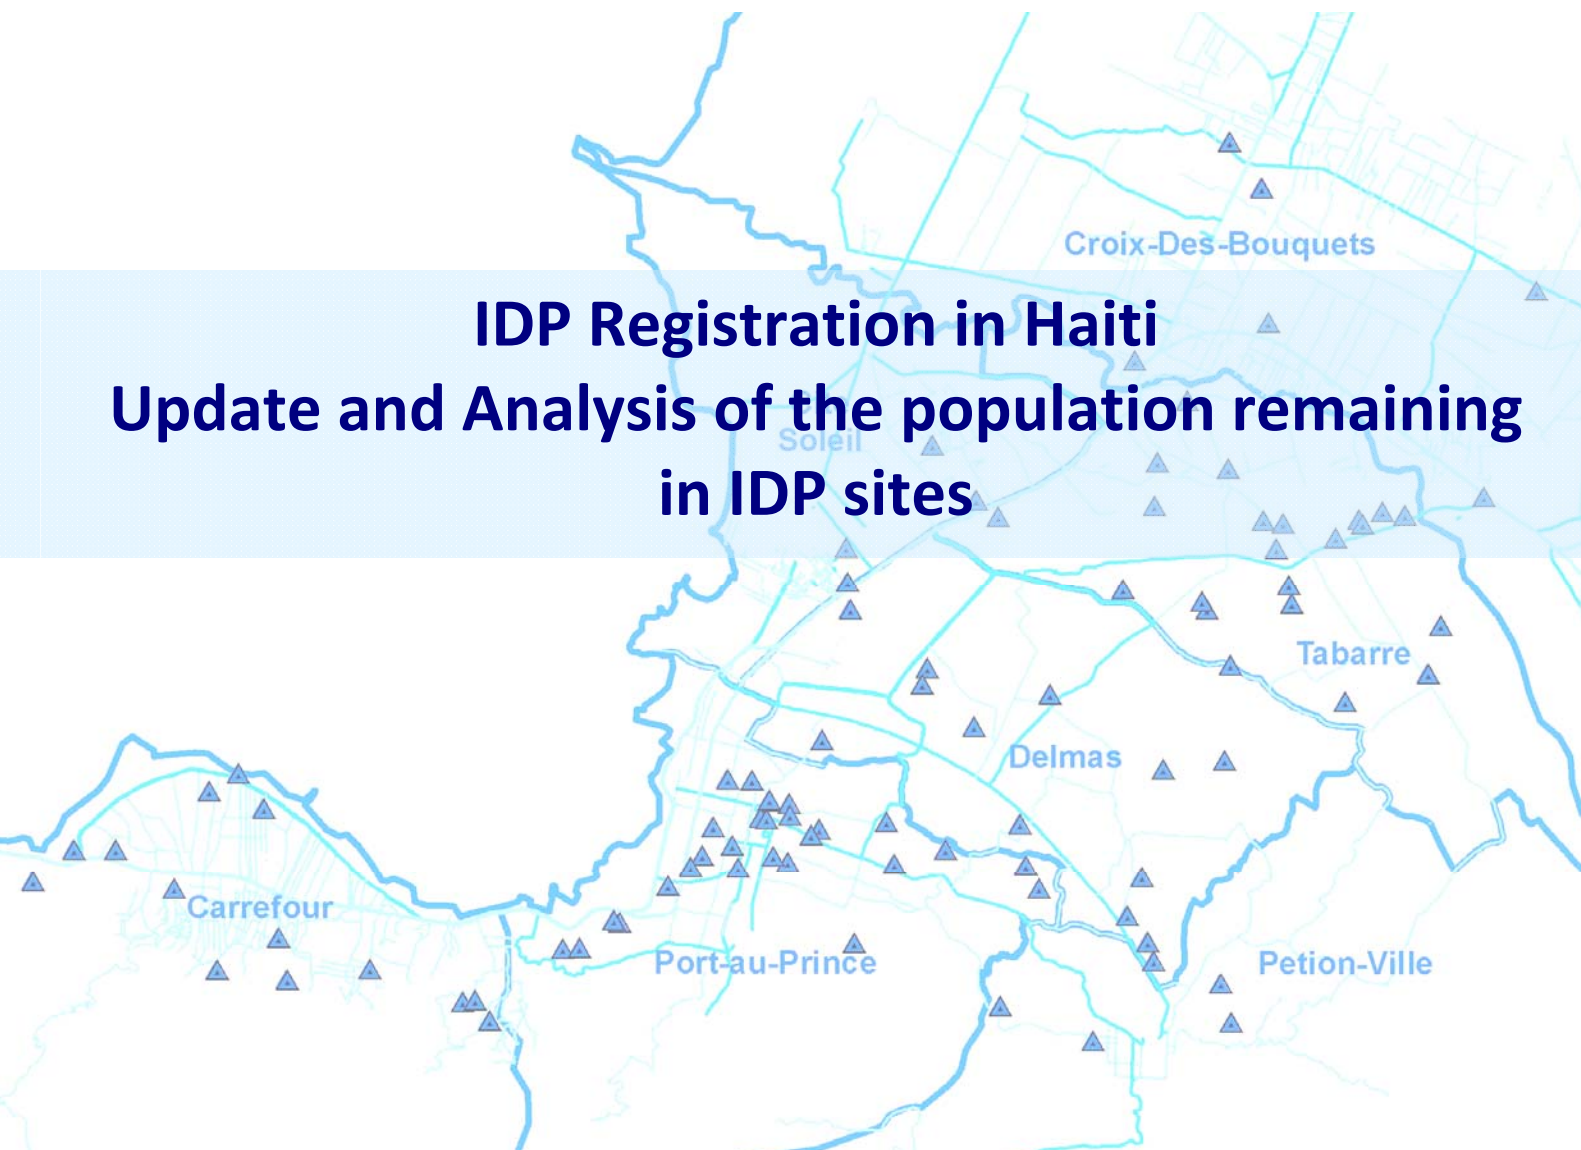 Croix-Des-Bouquets
IDP Registration in Haiti
Update and Analysis of the population remaining
Soleil
in IDP sites
Tabarre
Delmas
Carrefour
Port-au-Prince
Petion-Ville